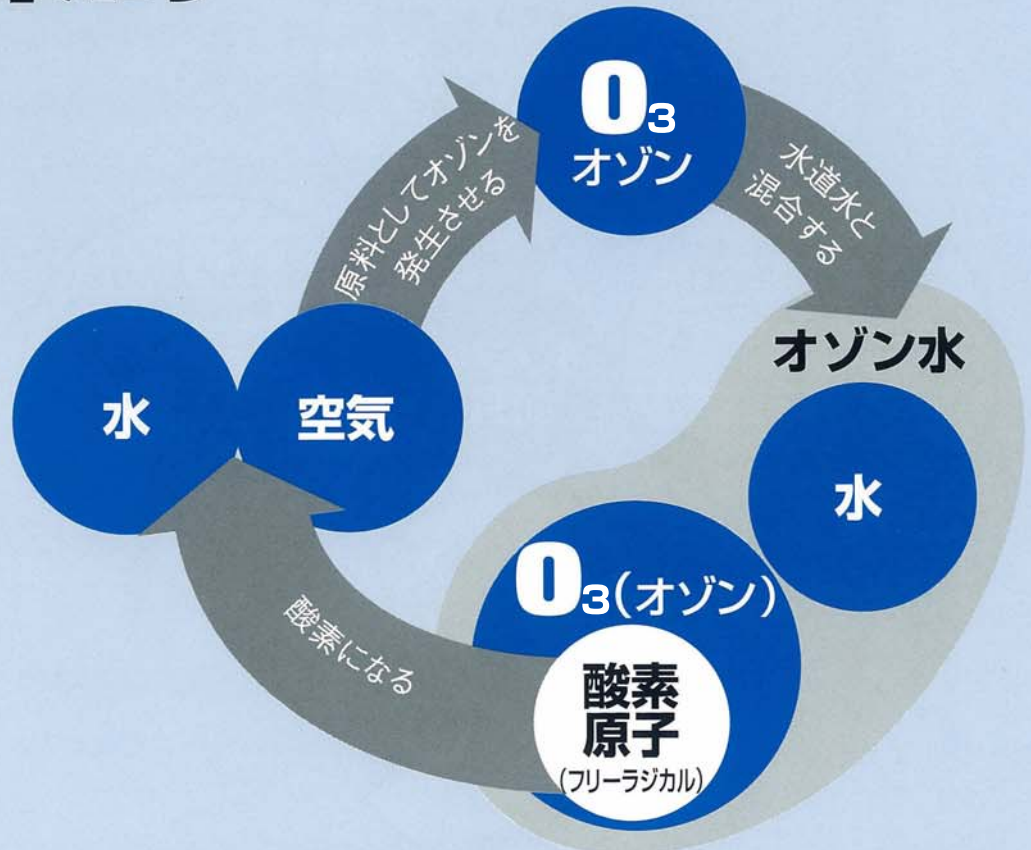 O3
オゾン
原料としてオゾンを
発生させる
水道水と
混合する
オゾン水
水
空気
水
O3(オゾン)
酸素
原子
(フリーラジカル)
酸素になる